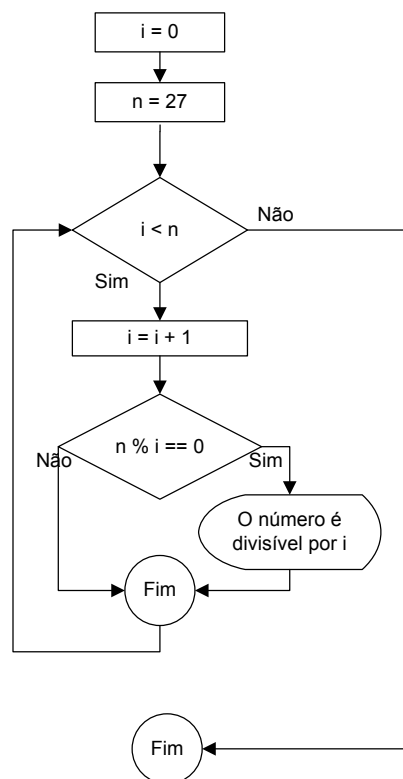 i = 0
n = 27
i < n
Não
Sim
i = i + 1
n % i == 0
Não
Sim
O número é
divisível por i
Fim
Fim